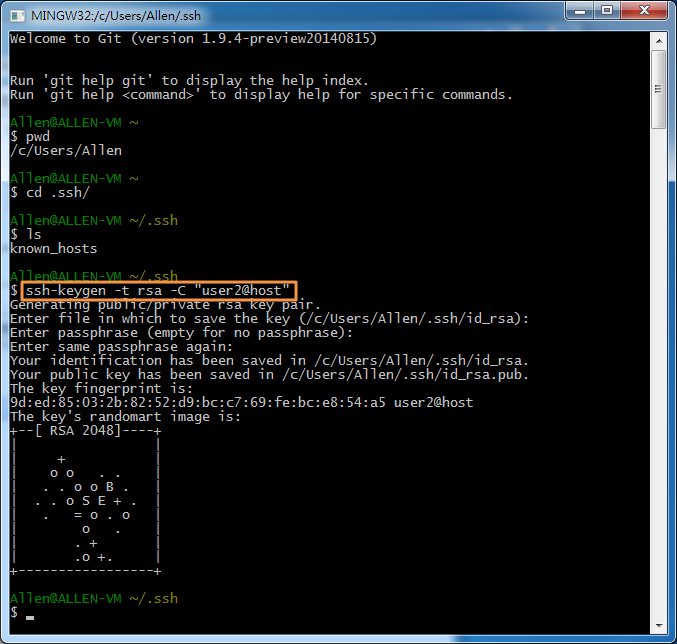 MINGW32:/c/Users/Allen/.ssh
Welcome to Git (version 1.9.4-preview20140815)
Run 'git help git' to display the help index.
Run 'git help <command>' to display help for specific commands.
Allen@ALLEN-VM ~
$ pwd
/c/Users/Allen
Allen@ALLEN-VM ~
$ cd .ssh/
Allen@ALLEN-VM ~/.ssh
$ ls
known_hosts
Allen@ALLEN-VM ~/.ssh
$ ssh-keygen -t rsa -C "user2@host"
Generating public/private rsa key pair.
Enter file in which to save the key (/c/Users/Allen/.ssh/id_rsa):
Enter passphrase (empty for no passphrase):
Enter same passphrase again:
Your identification has been saved in /c/Users/Allen/.ssh/id_rsa.
Your public key has been saved in /c/Users/Allen/.ssh/id_rsa.pub.
The key fingerprint is:
9d:ed:85:03:2b:82:52:d9:bc:c7:69:fe:bc:e8:54:a5 user2@host
The key's randomart image is:
+--[ RSA 2048]----+
|                 |
|     +           |
|    o o   . .    |
|   . . o o B .   |
|  . . o S E + .  |
|   .   = o . o   |
|        o   .    |
|       . +       |
|       .o +.     |
+-----------------+
Allen@ALLEN-VM ~/.ssh
$